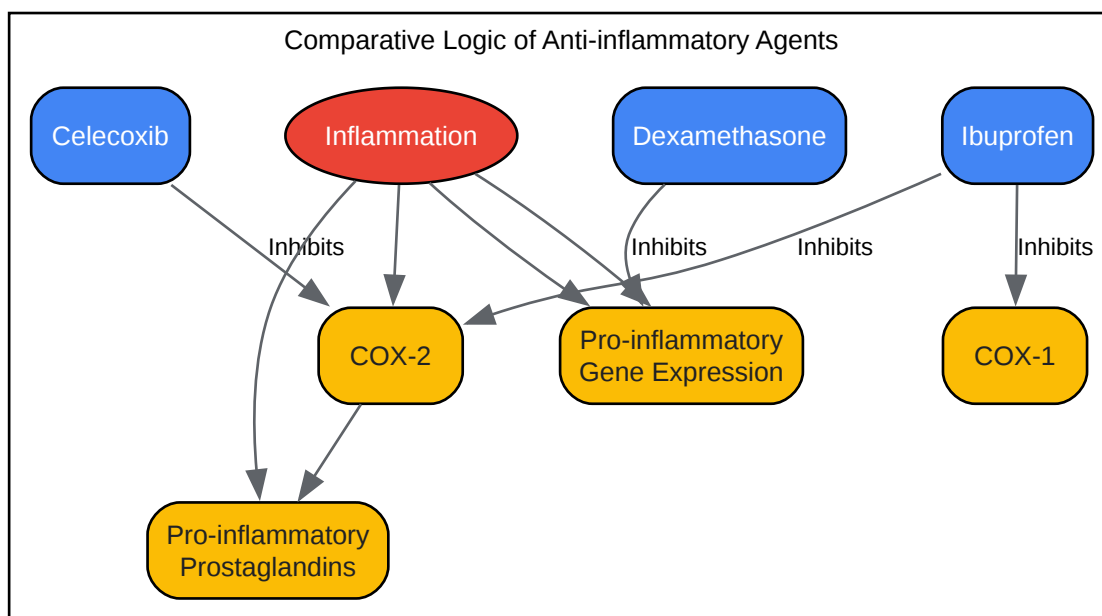 Comparative Logic of Anti-inflammatory Agents
Celecoxib
Inflammation
Dexamethasone
Ibuprofen
Inhibits
Inhibits
Inhibits
Inhibits
COX-2
Pro-inflammatory
Gene Expression
COX-1
Pro-inflammatory
Prostaglandins